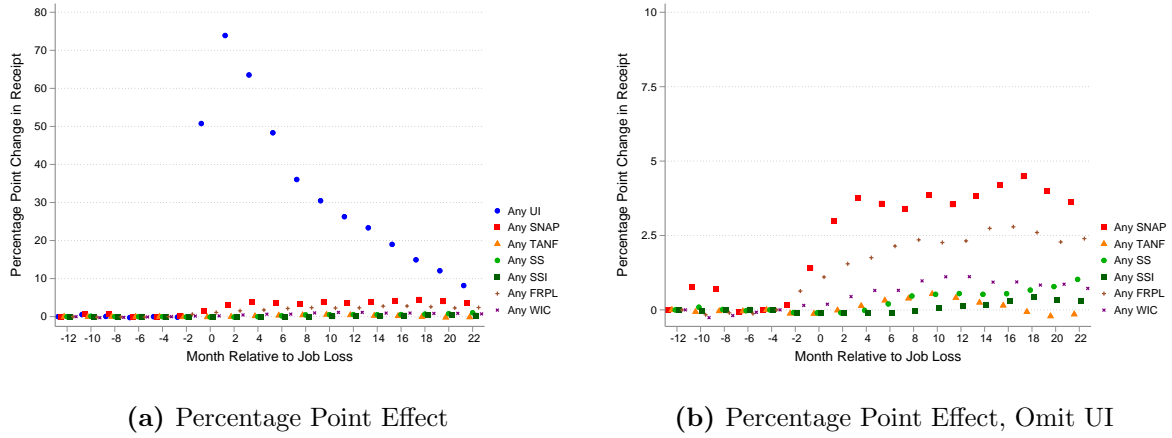 80
70
60
50
40
30
20
10
0
Percentage Point Change in Receipt
-12 -10 -8 -6 -4 -2 0 2 4 6 8 10 12 14 16 18 20 22
Month Relative to Job Loss
Any UI
Any SNAP
Any TANF
Any SS
Any SSI
Any FRPL
Any WIC
(a) Percentage Point Effect
10
7.5
5
2.5
0
Percentage Point Change in Receipt
-12 -10 -8 -6 -4 -2 0 2 4 6 8 10 12 14 16 18 20 22
Month Relative to Job Loss
Any SNAP
Any TANF
Any SS
Any SSI
Any FRPL
Any WIC
(b) Percentage Point Effect, Omit UI